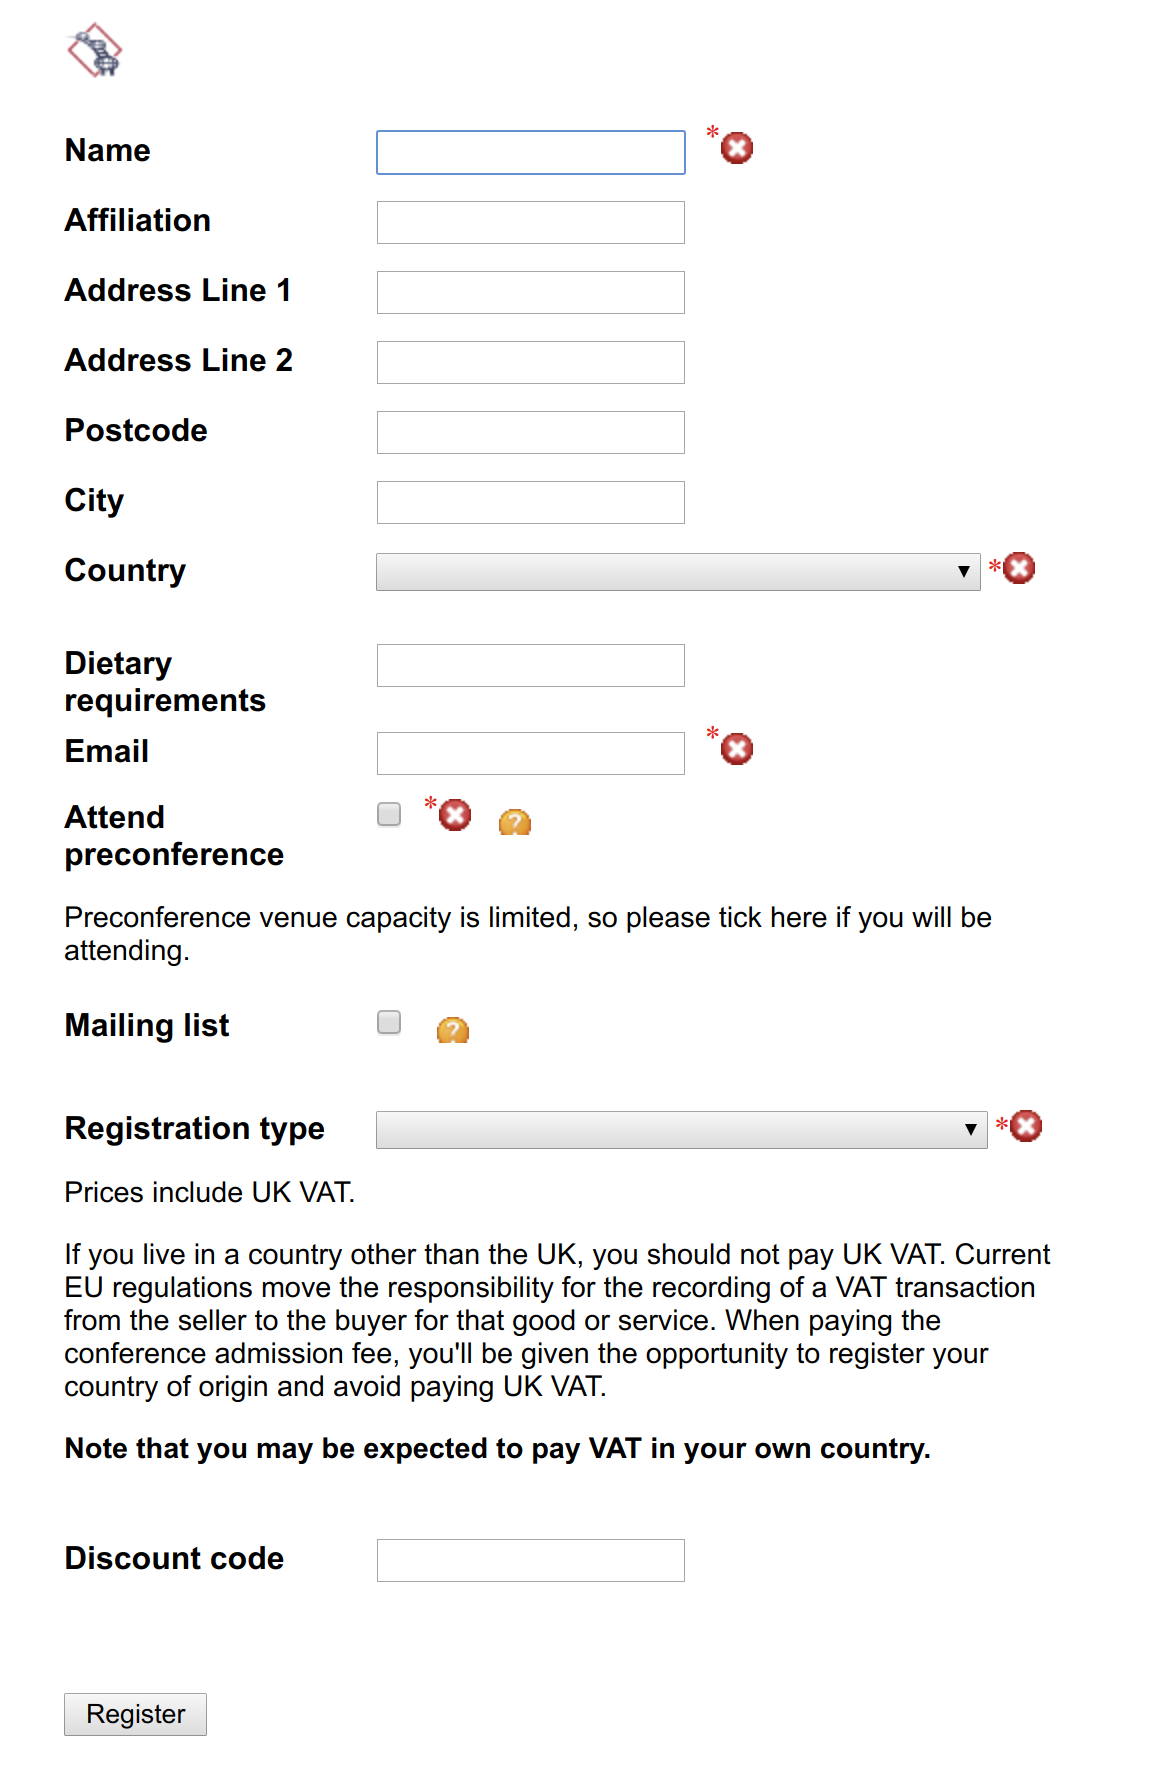 Name *
Affiliation
Address Line 1
Address Line 2
Postcode
City
Country ▼ *
Dietary
requirements
Email *
Attend * ?
preconference
Preconference venue capacity is limited, so please tick here if you will be
attending.
Mailing list ?
Registration type ▼ *
Prices include UK VAT.
If you live in a country other than the UK, you should not pay UK VAT. Current
EU regulations move the responsibility for the recording of a VAT transaction
from the seller to the buyer for that good or service. When paying the
conference admission fee, you'll be given the opportunity to register your
country of origin and avoid paying UK VAT.
Note that you may be expected to pay VAT in your own country.
Discount code
Register